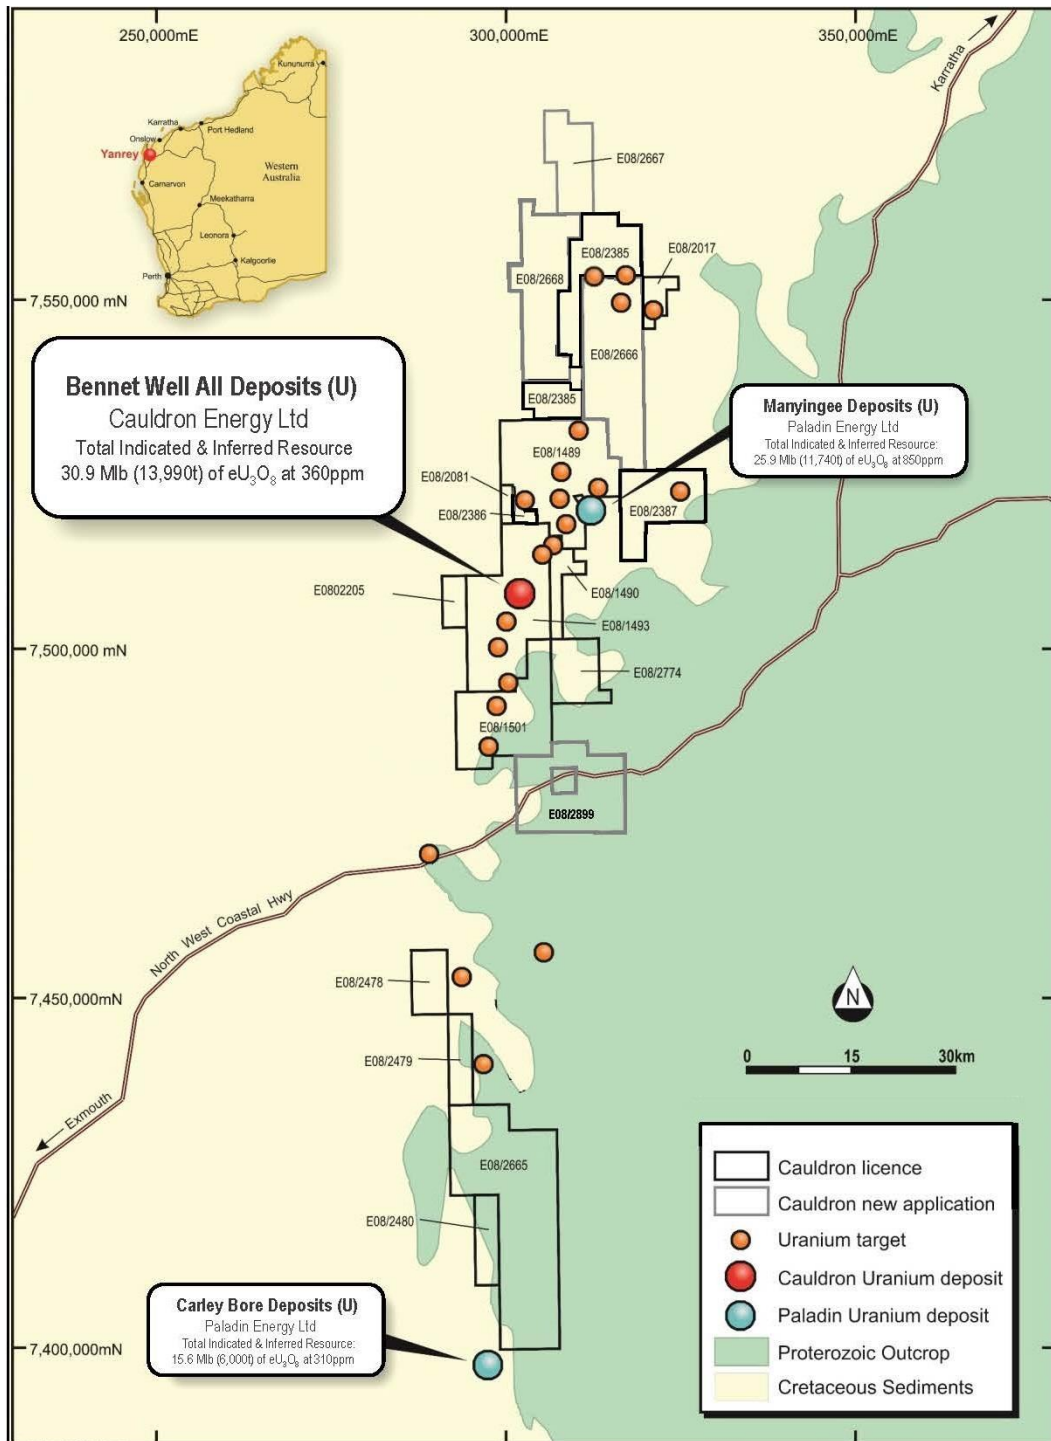 250,000mE
300,000mE
350,000mE
Karratha
Kununurra
Karratha
Port Hedland
Onslow
Yanrey
Western
Australia
Carnarvon
Meekatharra
Leonora
Kalgoorlie
Perth
E08/2667
E08/2385
E08/2017
E08/2668
7,550,000 mN
E08/2666
Bennet Well All Deposits (U)
Cauldron Energy Ltd
Total Indicated & Inferred Resource
30.9 Mlb (13,990t) of eU3O8 at 360ppm
E08/2385
Manyingee Deposits (U)
Paladin Energy Ltd
Total Indicated & Inferred Resource:
25.9 Mlb (11,740t) of eU3O8 at 850ppm
E08/1489
E08/2081
E08/2386
E08/2387
E0802205
E08/1490
E08/1493
7,500,000 mN
E08/2774
E08/1501
E08/2899
North West Coastal Hwy
E08/2478
7,450,000mN
N
E08/2479
0 15 30km
Exmouth
E08/2665
E08/2480
Cauldron licence
Cauldron new application
Uranium target
Cauldron Uranium deposit
Paladin Uranium deposit
Proterozoic Outcrop
Cretaceous Sediments
Carley Bore Deposits (U)
Paladin Energy Ltd
Total Indicated & Inferred Resource:
15.6 Mlb (6,000t) of eU3O8 at 310ppm
7,400,000 mN